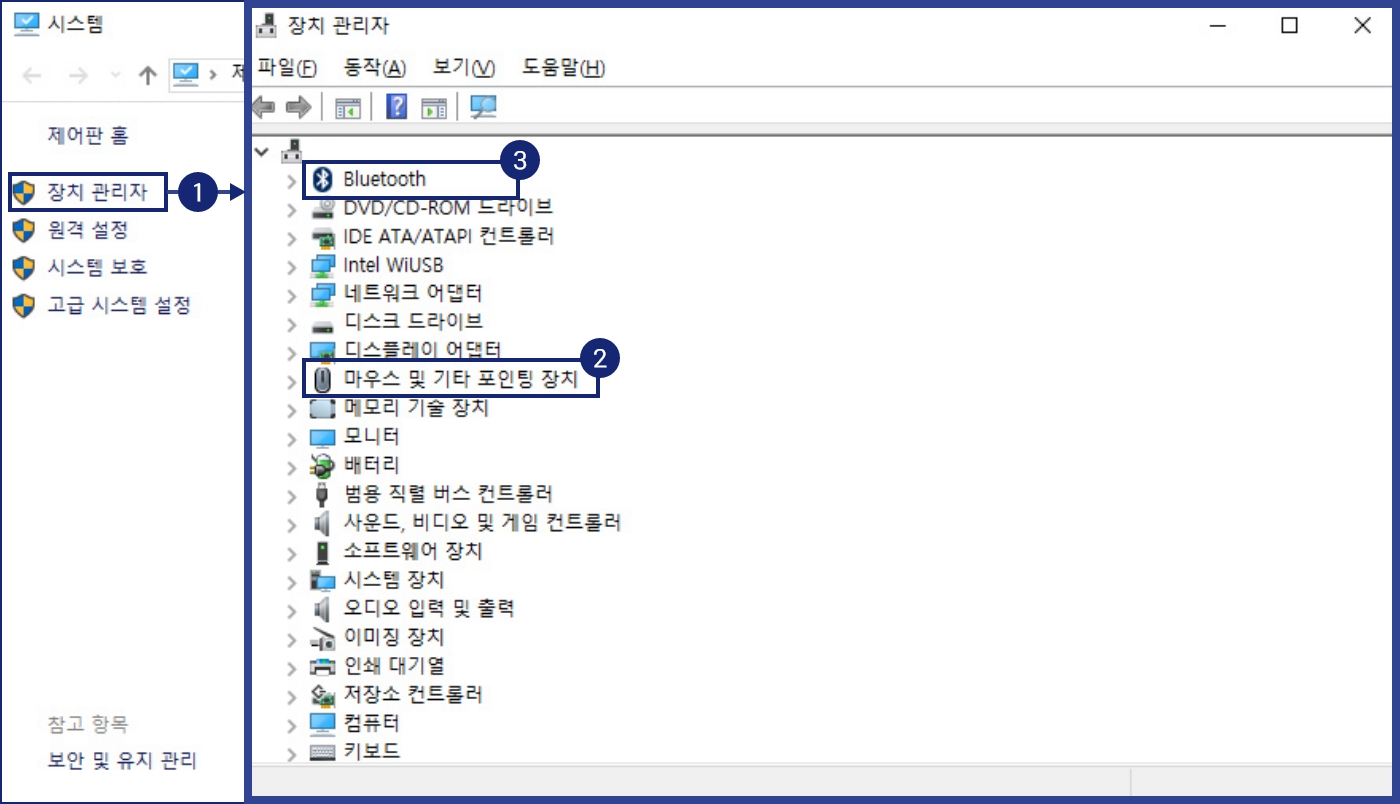 시스템
제어판 홈
장치 관리자
1
원격 설정
시스템 보호
고급 시스템 설정
참고 항목
보안 및 유지 관리
장치 관리자
파일(F) 동작(A) 보기(V) 도움말(H)
3
Bluetooth
DVD/CD-ROM 드라이브
IDE ATA/ATAPI 컨트롤러
Intel WiUSB
네트워크 어댑터
디스크 드라이브
디스플레이 어댑터
2
마우스 및 기타 포인팅 장치
메모리 기술 장치
모니터
배터리
범용 직렬 버스 컨트롤러
사운드, 비디오 및 게임 컨트롤러
소프트웨어 장치
시스템 장치
오디오 입력 및 출력
이미징 장치
인쇄 대기열
저장소 컨트롤러
컴퓨터
키보드